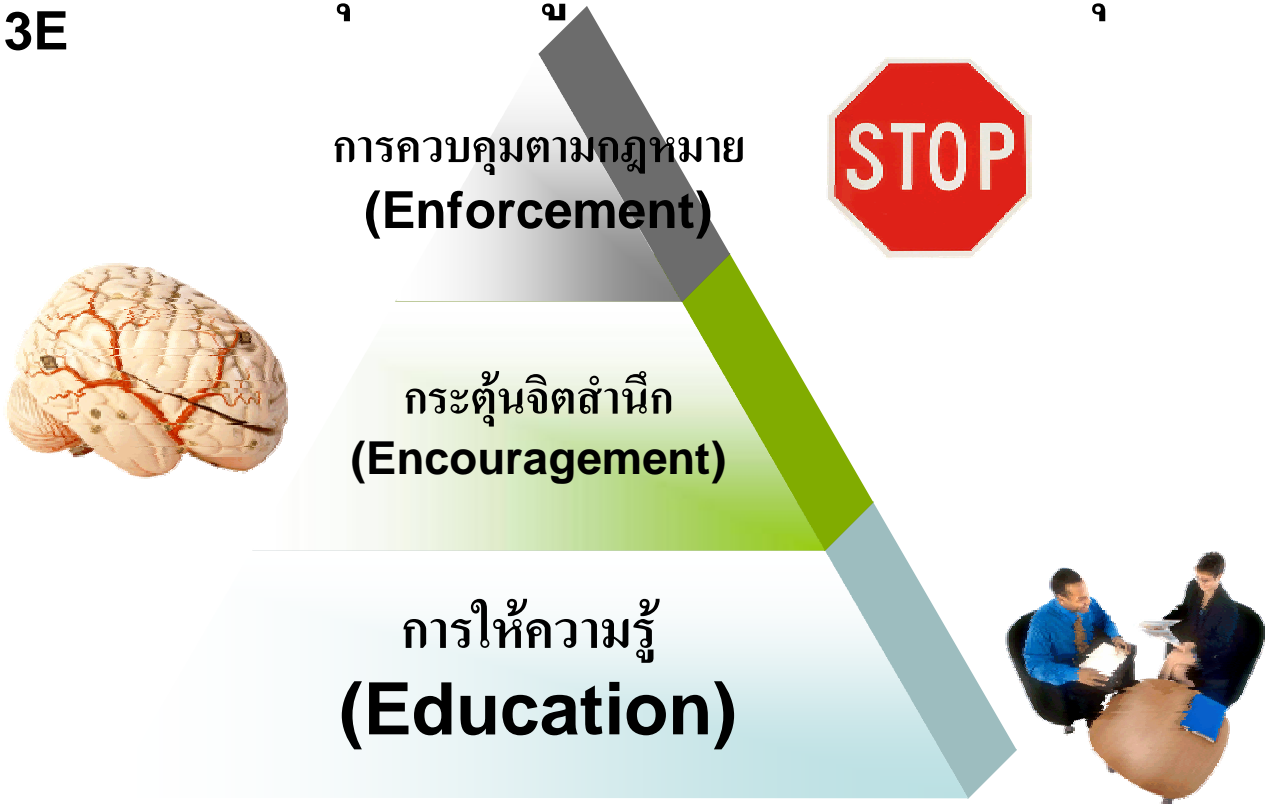 3E
การควบคุมตามกฎหมาย
(Enforcement)
STOP
กระตุ้นจิตสำนึก
(Encouragement)
การให้ความรู้
(Education)